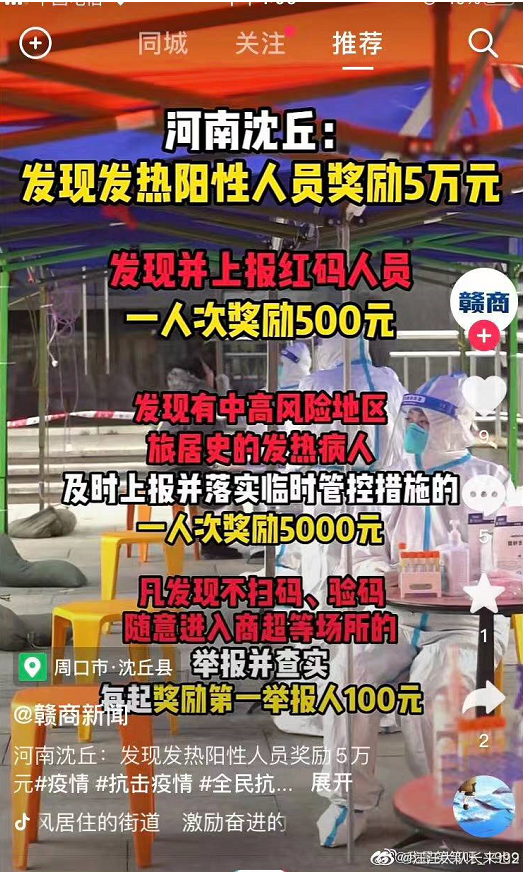 同城 关注 推荐
河南沈丘：
发现发热阳性人员奖励5万元
发现并上报红码人员
一人次奖励500元
赣商
发现有中高风险地区
旅居史的发热病人
及时上报并落实临时管控措施的
一人次奖励5000元
9
5
凡发现不扫码、验码
随意进入商超等场所的
举报并查实
每起奖励第一举报人100元
1
2
周口市·沈丘县
@赣商新闻
河南沈丘：发现发热阳性人员奖励5万
元#疫情 #抗击疫情 #全民抗... 展开
风居住的街道 激励奋进的